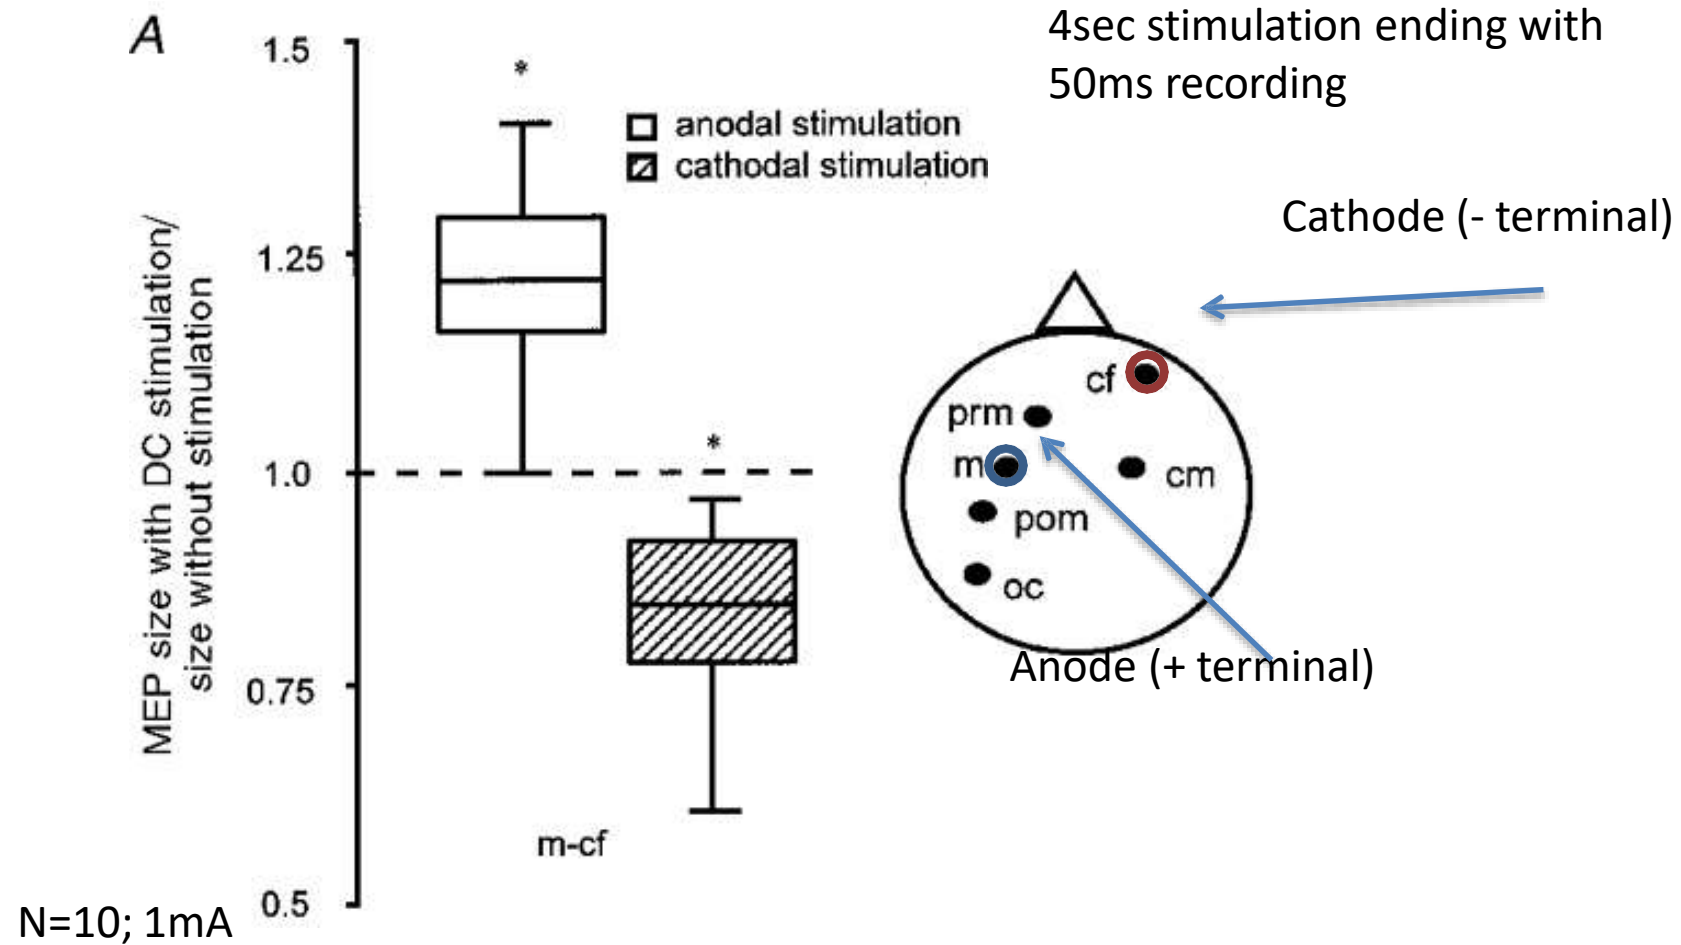 A
4sec stimulation ending with
50ms recording
1.5
*
anodal stimulation
cathodal stimulation
Cathode (- terminal)
1.25
MEP size with DC stimulation/
size without stimulation
cf
prm
*
1.0
m
cm
pom
oc
Anode (+ terminal)
0.75
m-cf
0.5
N=10; 1mA